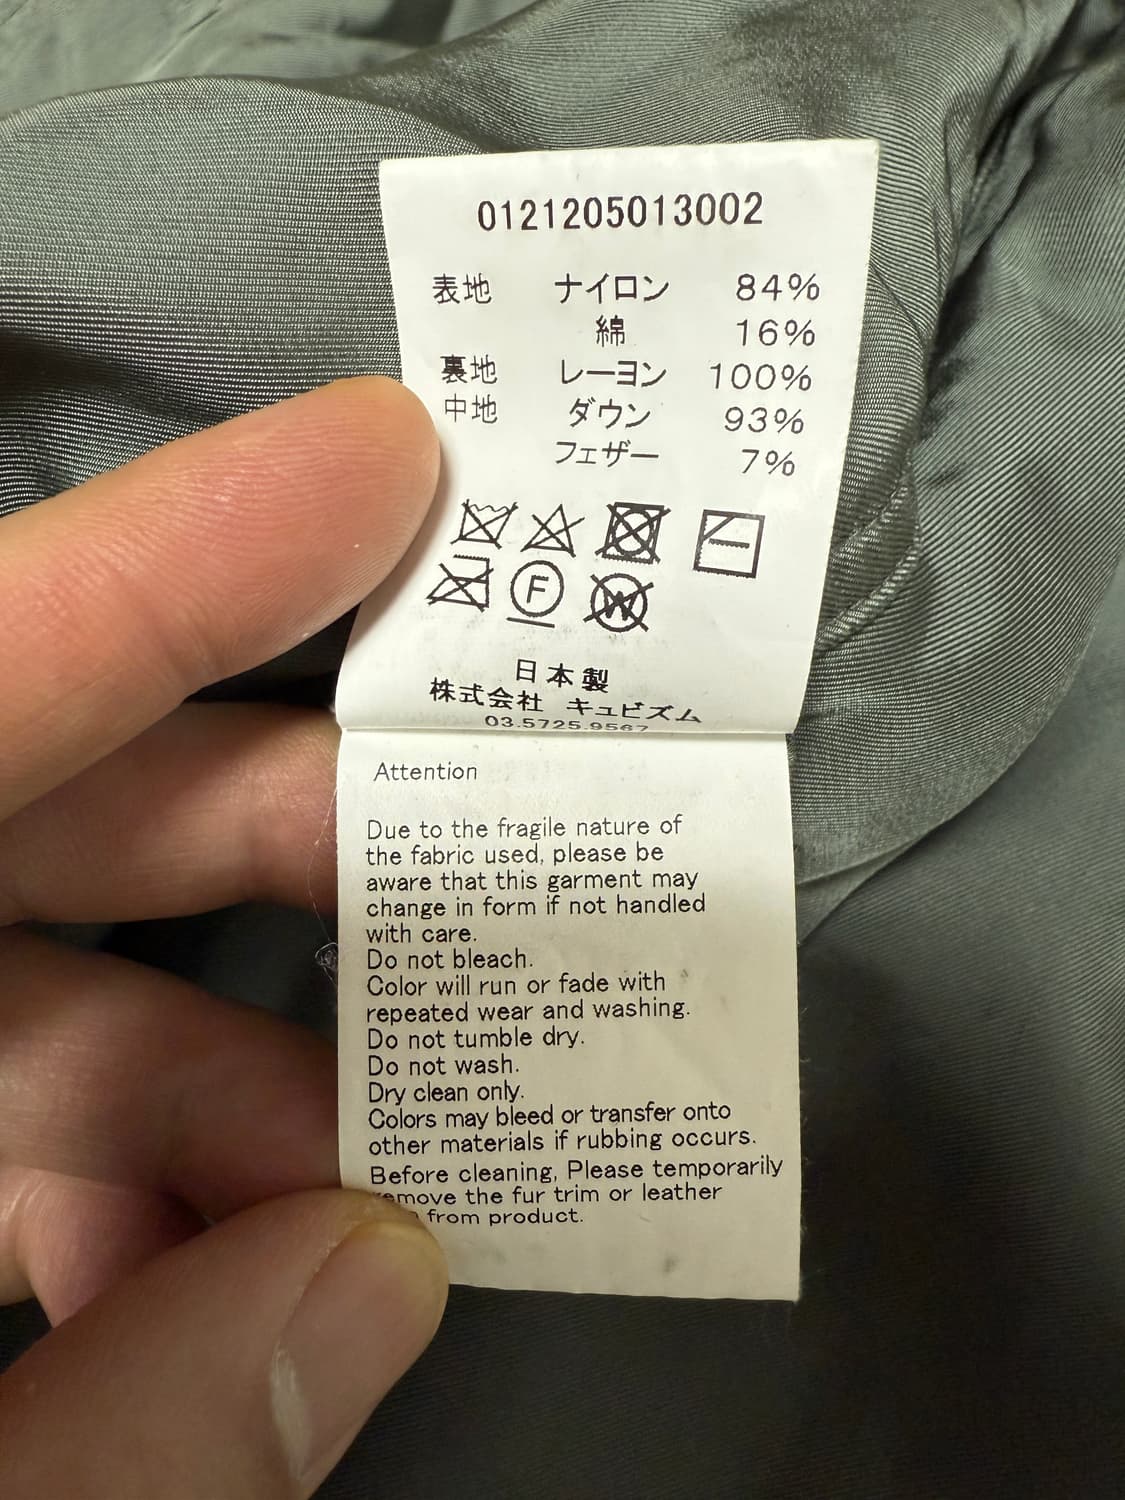 0121205013002
表地 ナイロン 84%
綿 16%
裏地 レーヨン 100%
中地 ダウン 93%
フェザー 7%
F
W
日本製
株式会社 キュビズム
03.5725.9567
Attention
Due to the fragile nature of
the fabric used, please be
aware that this garment may
change in form if not handled
with care.
Do not bleach.
Color will run or fade with
repeated wear and washing.
Do not tumble dry.
Do not wash.
Dry clean only.
Colors may bleed or transfer onto
other materials if rubbing occurs.
Before cleaning, Please temporarily
remove the fur trim or leather
from product.